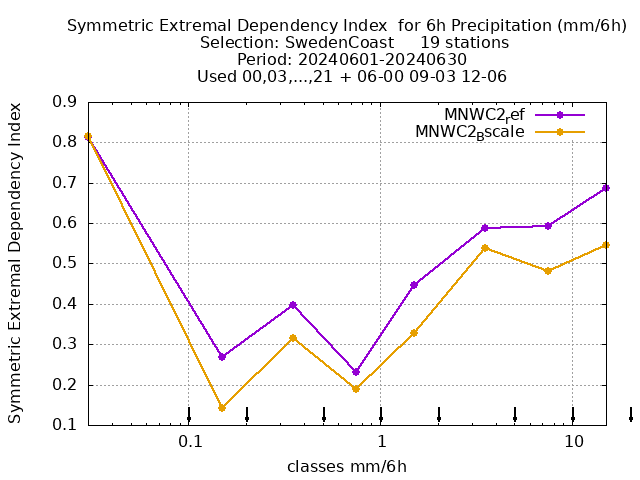 Symmetric Extremal Dependency Index  for 6h Precipitation (mm/6h)
Selection: SwedenCoast     19 stations
Period: 20240601-20240630
Used 00,03,...,21 + 06-00 09-03 12-06
MNWC2ref
MNWC2Bscale
Symmetric Extremal Dependency Index
0.9
0.8
0.7
0.6
0.5
0.4
0.3
0.2
0.1
0.1 1 10
classes mm/6h